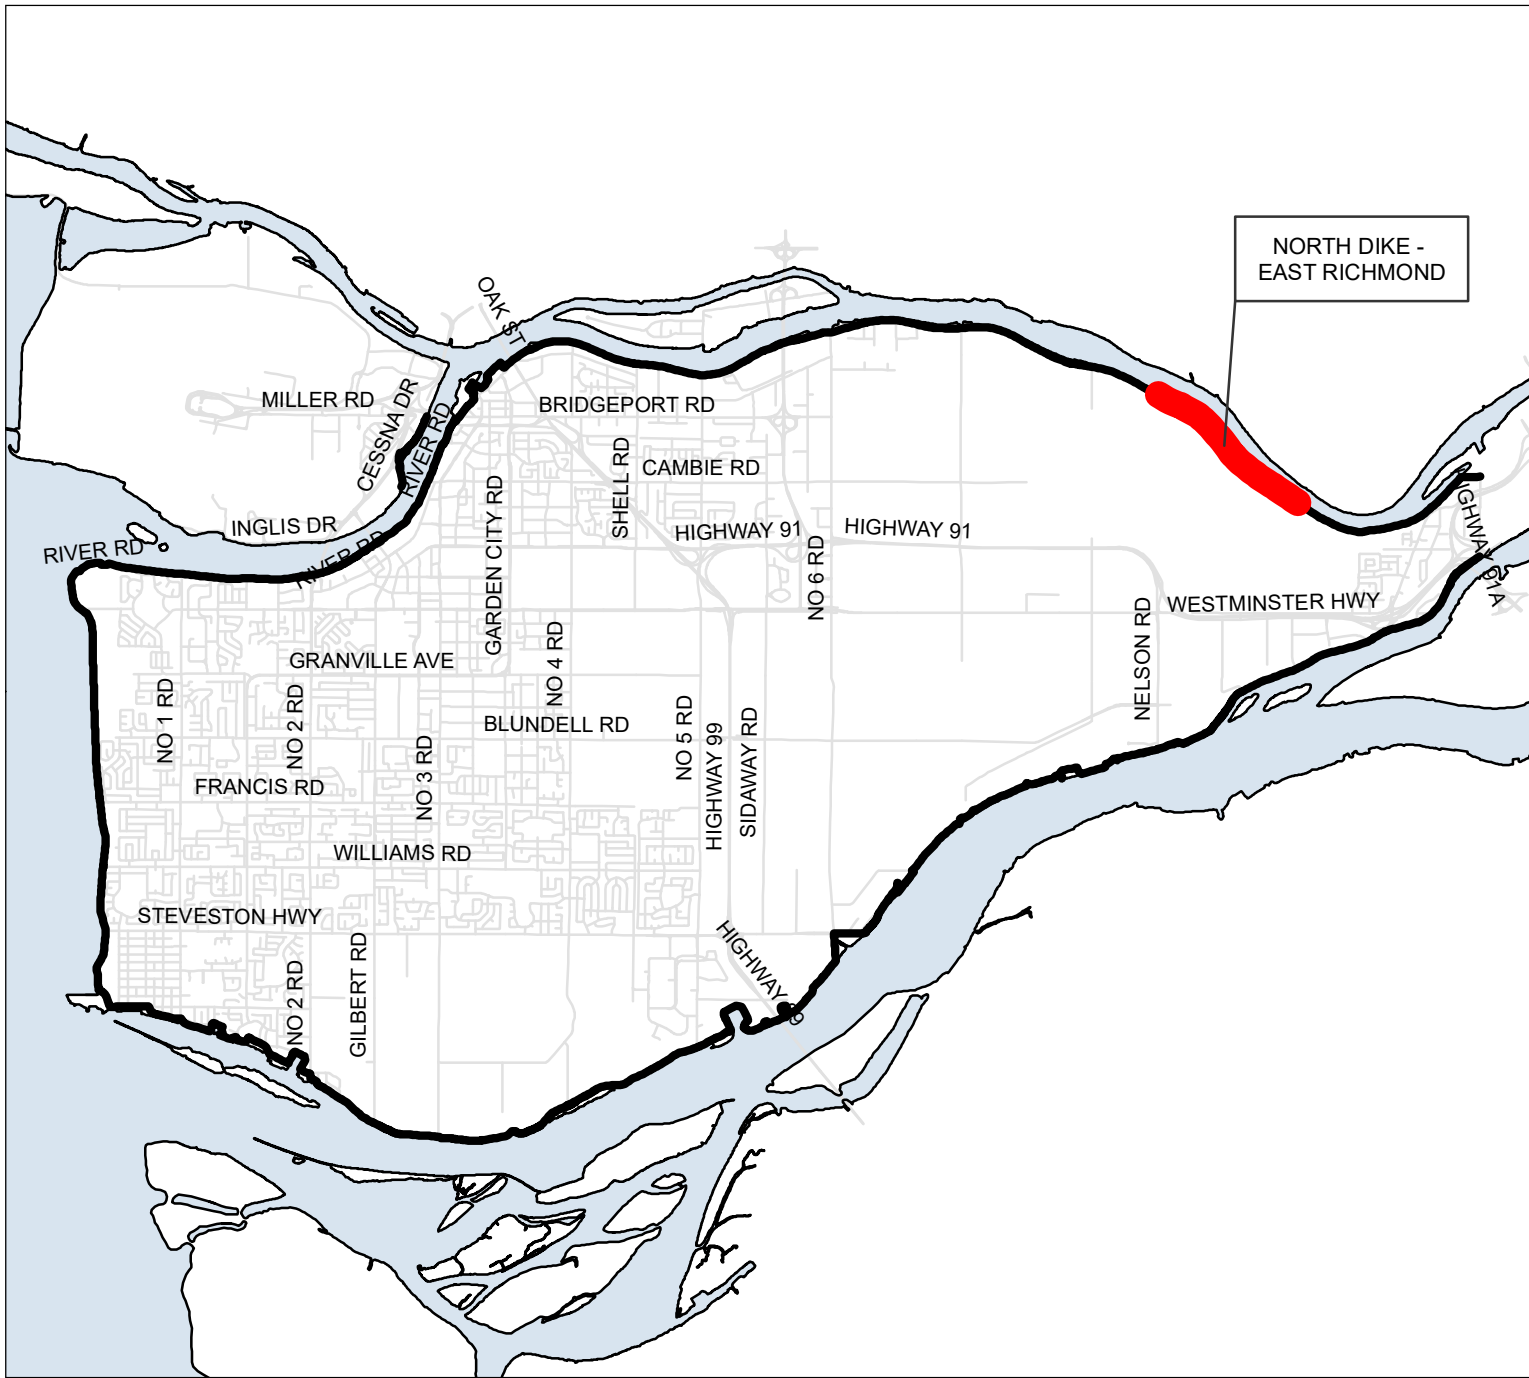 NORTH DIKE -
EAST RICHMOND
OAK ST
MILLER RD
CESSNA DR
RIVER RD
BRIDGEPORT RD
SHELL RD
CAMBIE RD
GARDEN CITY RD
INGLIS DR
RIVER RD
RIVER RD
HIGHWAY 91
HIGHWAY 91
NO 6 RD
HIGHWAY 91A
WESTMINSTER HWY
NELSON RD
GRANVILLE AVE
NO 4 RD
NO 1 RD
NO 2 RD
BLUNDELL RD
NO 5 RD
HIGHWAY 99
SIDAWAY RD
NO 3 RD
FRANCIS RD
WILLIAMS RD
STEVESTON HWY
NO 2 RD
GILBERT RD
HIGHWAY 99